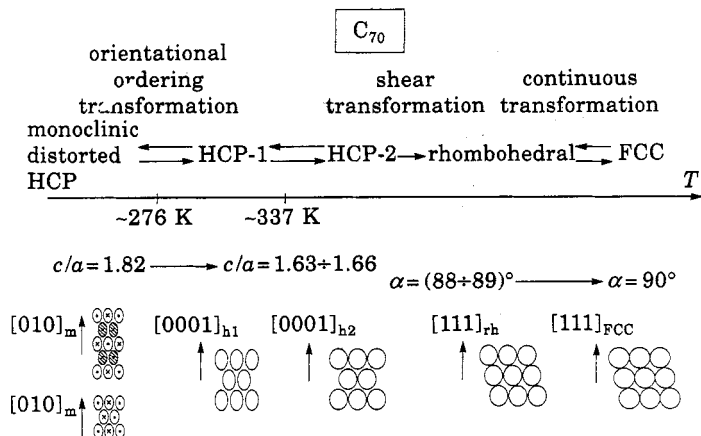 C₇₀
orientational
ordering
transformation
shear
transformation
continuous
transformation
monoclinic
distorted
HCP
HCP-1
HCP-2
rhombohedral
FCC
T
~276 K
~337 K
c/a=1.82
c/a=1.63÷1.66
α=(88÷89)°
α=90°
[010]ₘ
[0001]ₕ₁
[0001]ₕ₂
[111]ᵣₕ
[111]FCC
[010]ₘ